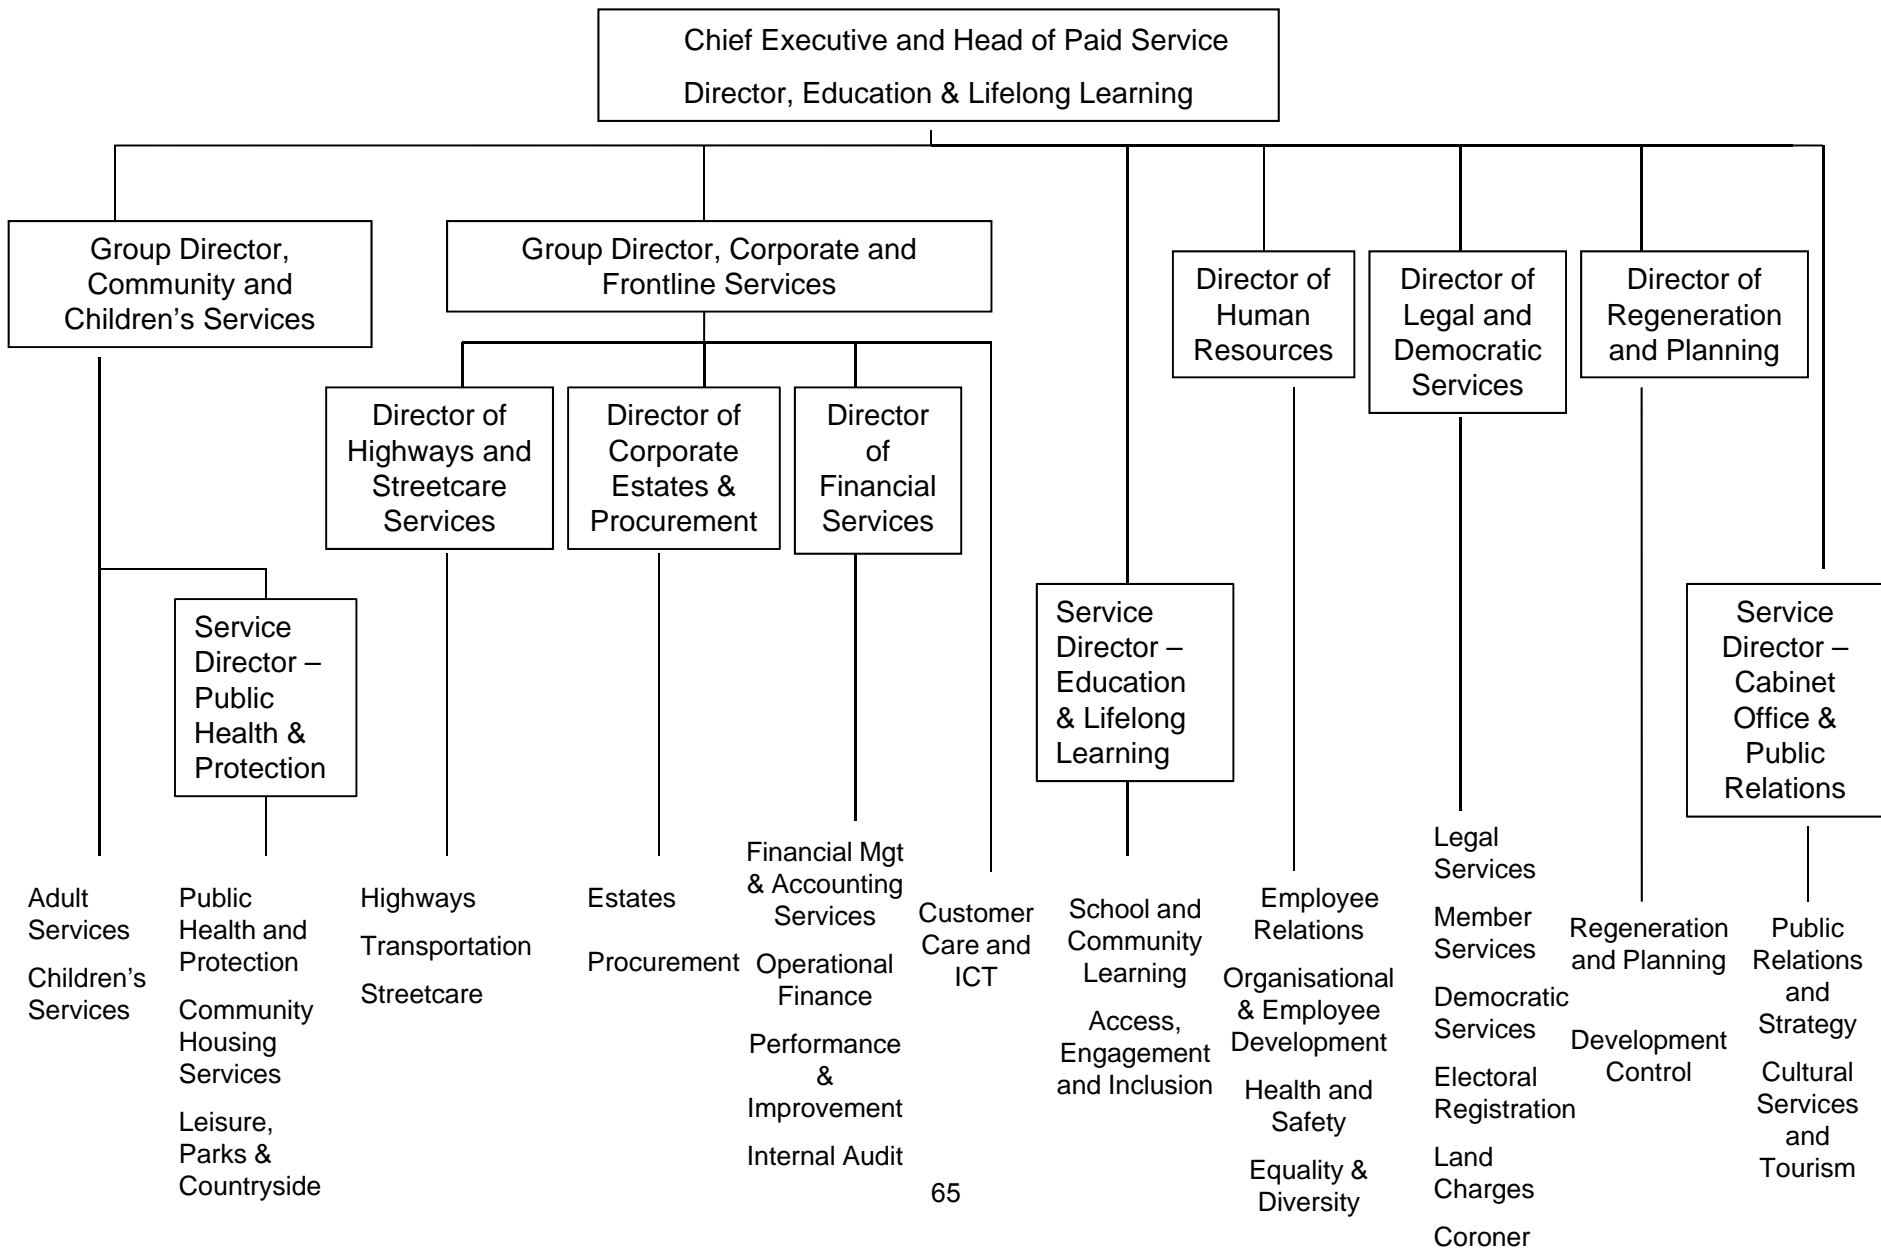 Chief Executive and Head of Paid Service
Director, Education & Lifelong Learning
Group Director,
Community and
Children’s Services
Group Director, Corporate and
Frontline Services
Director of
Human
Resources
Director of
Legal and
Democratic
Services
Director of
Regeneration
and Planning
Director of
Highways and
Streetcare
Services
Director of
Corporate
Estates &
Procurement
Director
of
Financial
Services
Service
Director –
Public
Health &
Protection
Service
Director –
Education
& Lifelong
Learning
Service
Director –
Cabinet
Office &
Public
Relations
Adult
Services
Children’s
Services
Public
Health and
Protection
Community
Housing
Services
Leisure,
Parks &
Countryside
Highways
Transportation
Streetcare
Estates
Procurement
Financial Mgt
& Accounting
Services
Operational
Finance
Performance
&
Improvement
Internal Audit
Customer
Care and
ICT
School and
Community
Learning
Access,
Engagement
and Inclusion
Employee
Relations
Organisational
& Employee
Development
Health and
Safety
Equality &
Diversity
Legal
Services
Member
Services
Democratic
Services
Electoral
Registration
Land
Charges
Coroner
Regeneration
and Planning
Development
Control
Public
Relations
and
Strategy
Cultural
Services
and
Tourism
65